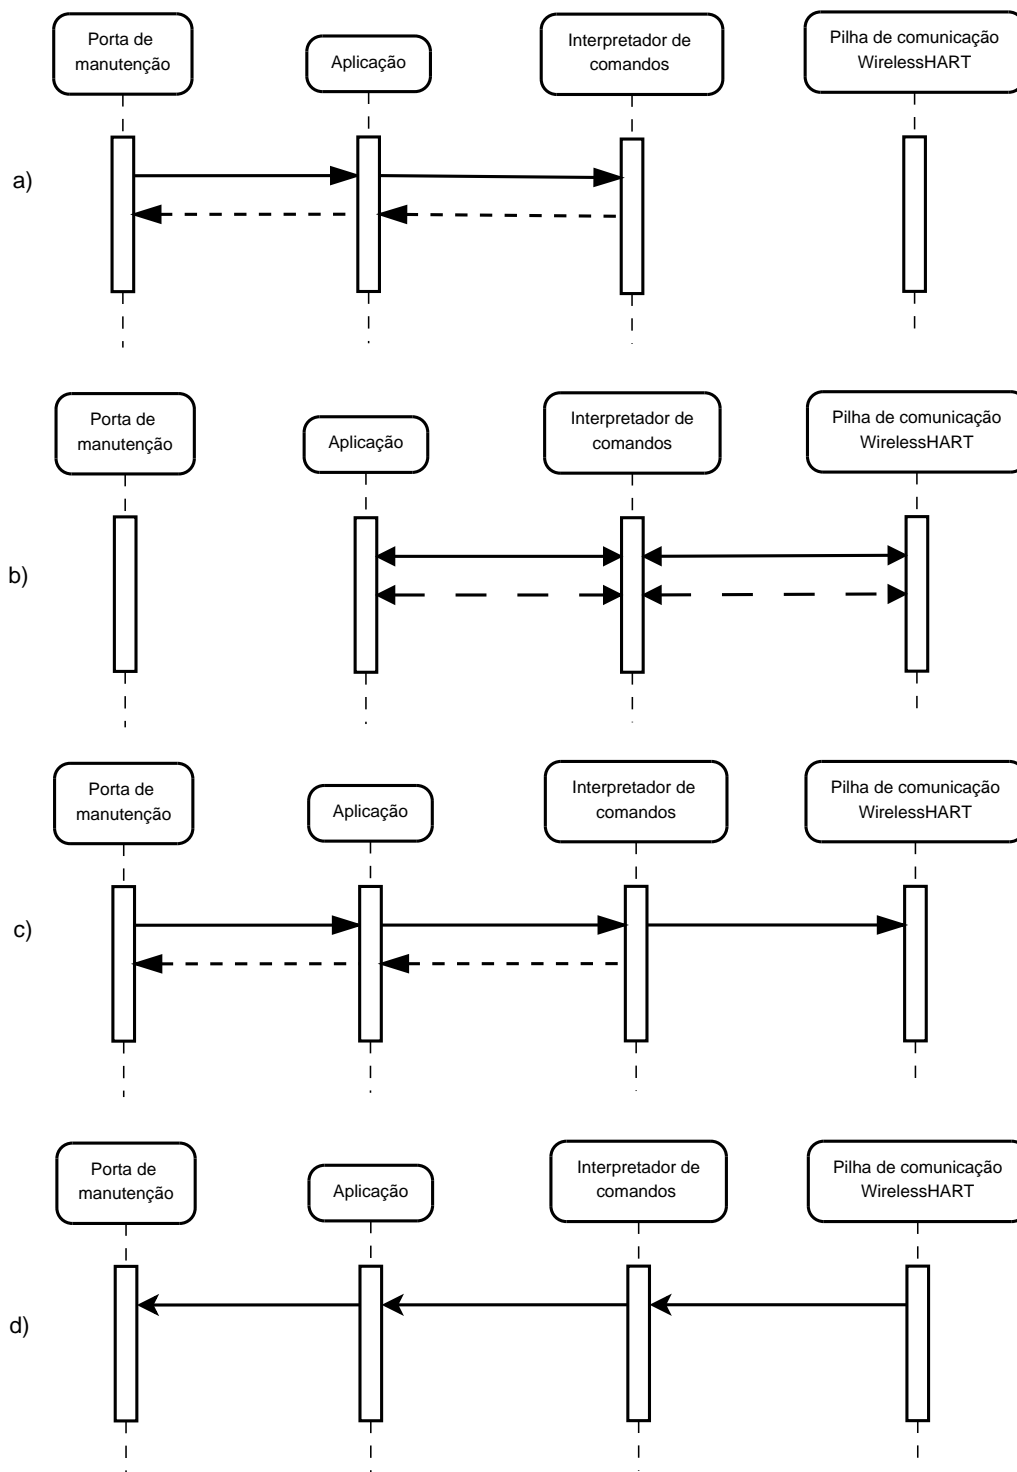 Porta de
manutenção
Aplicação
Interpretador de
comandos
Pilha de comunicação
WirelessHART
a)
Porta de
manutenção
Aplicação
Interpretador de
comandos
Pilha de comunicação
WirelessHART
b)
Porta de
manutenção
Aplicação
Interpretador de
comandos
Pilha de comunicação
WirelessHART
c)
Porta de
manutenção
Aplicação
Interpretador de
comandos
Pilha de comunicação
WirelessHART
d)